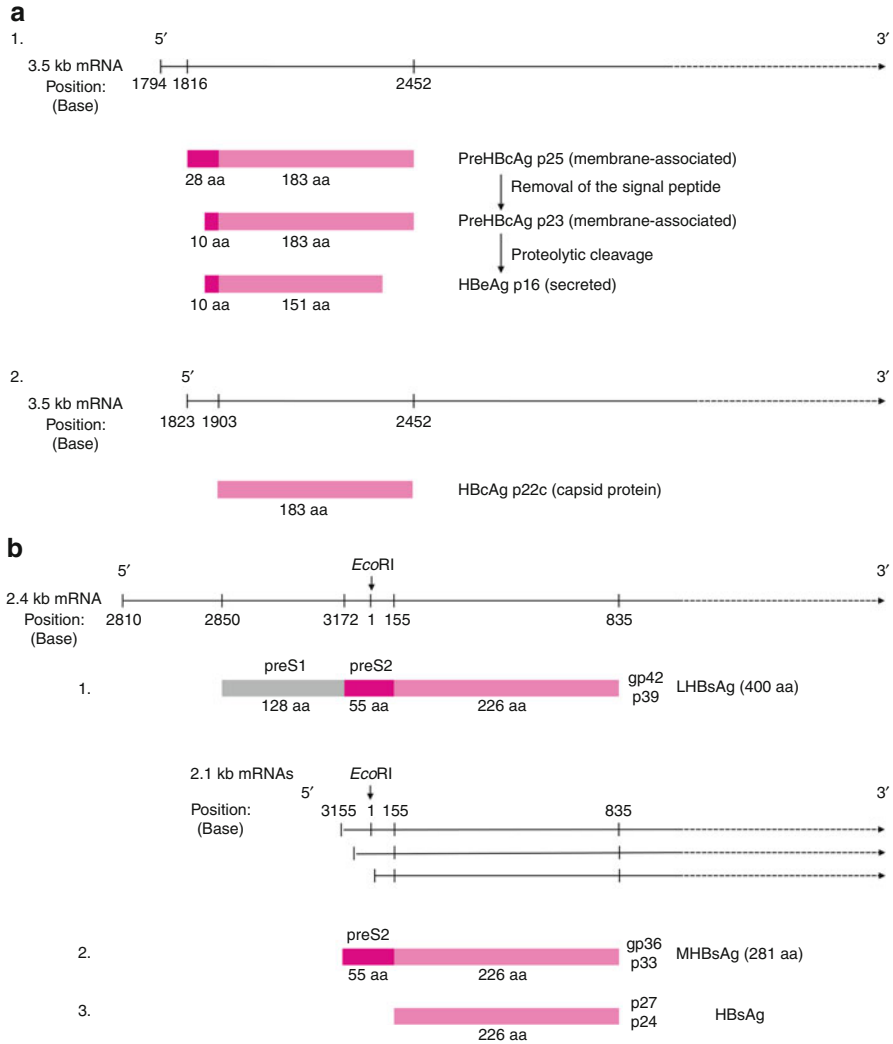 a
1.
5′ 3′
3.5 kb mRNA
Position:
(Base)
1794 1816 2452
PreHBcAg p25 (membrane-associated)
28 aa 183 aa
Removal of the signal peptide
PreHBcAg p23 (membrane-associated)
10 aa 183 aa
Proteolytic cleavage
HBeAg p16 (secreted)
10 aa 151 aa
2.
5′ 3′
3.5 kb mRNA
Position:
(Base)
1823 1903 2452
HBcAg p22c (capsid protein)
183 aa
b
5′ EcoRI 3′
2.4 kb mRNA
Position:
(Base)
2810 2850 3172 1 155 835
preS1 preS2
1.
gp42
p39
LHBsAg (400 aa)
128 aa 55 aa 226 aa
2.1 kb mRNAs EcoRI
5′ 3′
Position:
(Base)
3155 1 155 835
preS2
2.
gp36
p33
MHBsAg (281 aa)
55 aa 226 aa
3.
p27
p24
HBsAg
226 aa